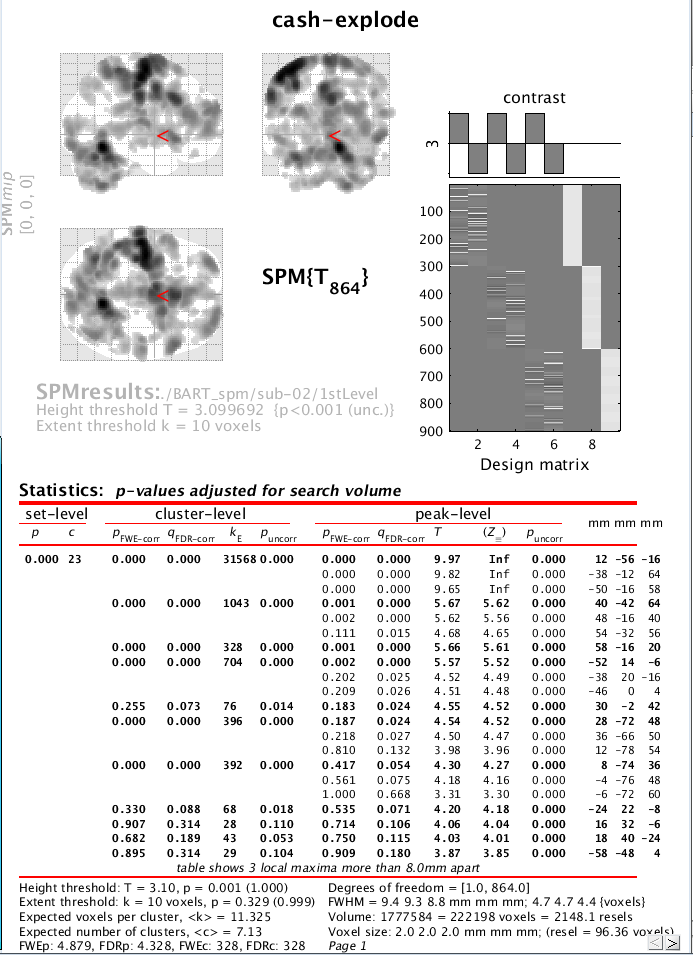 cash-explode
contrast
3
SPMmip
[0, 0, 0]
<
<
<
SPM{T864}
100
200
300
400
500
600
700
800
900
2 4 6 8
Design matrix
SPMresults:./BART_spm/sub-02/1stLevel
Height threshold T = 3.099692 {p<0.001 (unc.)}
Extent threshold k = 10 voxels
Statistics: p-values adjusted for search volume
set-level cluster-level peak-level mm mm mm
p c pFWE-corr qFDR-corr kE puncorr pFWE-corr qFDR-corr T (Z≡) puncorr
0.000 23 0.000 0.000 31568 0.000 0.000 0.000 9.97 Inf 0.000 12 -56 -16
0.000 0.000 9.82 Inf 0.000 -38 -12 64
0.000 0.000 9.65 Inf 0.000 -50 -16 58
0.000 0.000 1043 0.000 0.001 0.000 5.67 5.62 0.000 40 -42 64
0.002 0.000 5.62 5.56 0.000 48 -16 40
0.111 0.015 4.68 4.65 0.000 54 -32 56
0.000 0.000 328 0.000 0.001 0.000 5.66 5.61 0.000 58 -16 20
0.000 0.000 704 0.000 0.002 0.000 5.57 5.52 0.000 -52 14 -6
0.202 0.025 4.52 4.49 0.000 -38 20 -16
0.209 0.026 4.51 4.48 0.000 -46 0 4
0.255 0.073 76 0.014 0.183 0.024 4.55 4.52 0.000 30 -2 42
0.000 0.000 396 0.000 0.187 0.024 4.54 4.52 0.000 28 -72 48
0.218 0.027 4.50 4.47 0.000 36 -66 50
0.810 0.132 3.98 3.96 0.000 12 -78 54
0.000 0.000 392 0.000 0.417 0.054 4.30 4.27 0.000 8 -74 36
0.561 0.075 4.18 4.16 0.000 -4 -76 48
1.000 0.668 3.31 3.30 0.000 -6 -72 60
0.330 0.088 68 0.018 0.535 0.071 4.20 4.18 0.000 -24 22 -8
0.907 0.314 28 0.110 0.714 0.106 4.06 4.04 0.000 16 32 -6
0.682 0.189 43 0.053 0.750 0.115 4.03 4.01 0.000 18 40 -24
0.895 0.314 29 0.104 0.909 0.180 3.87 3.85 0.000 -58 -48 4
table shows 3 local maxima more than 8.0mm apart
Height threshold: T = 3.10, p = 0.001 (1.000)
Extent threshold: k = 10 voxels, p = 0.329 (0.999)
Expected voxels per cluster, <k> = 11.325
Expected number of clusters, <c> = 7.13
FWEp: 4.879, FDRp: 4.328, FWEc: 328, FDRc: 328
Degrees of freedom = [1.0, 864.0]
FWHM = 9.4 9.3 8.8 mm mm mm; 4.7 4.7 4.4 {voxels}
Volume: 1777584 = 222198 voxels = 2148.1 resels
Voxel size: 2.0 2.0 2.0 mm mm mm; (resel = 96.36 voxels)
Page 1
< >